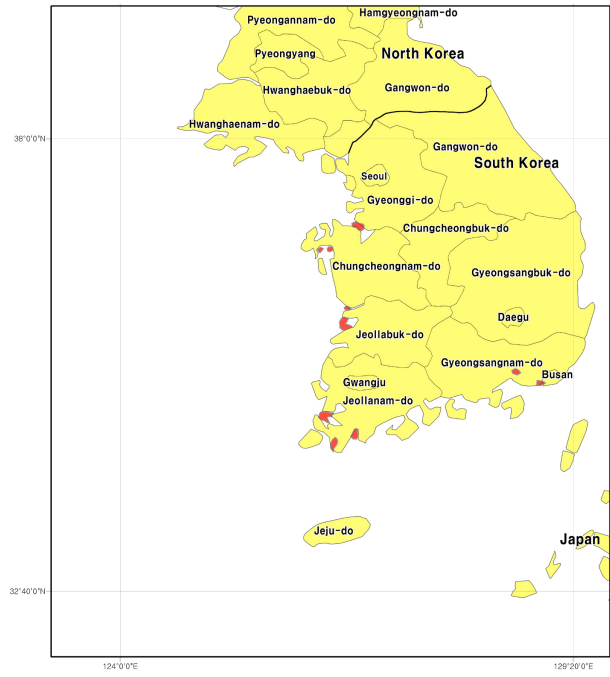 Hamgyeongnam-do
Pyeongannam-do
Pyeongyang
North Korea
Hwanghaebuk-do
Gangwon-do
Hwanghaenam-do
38°0'0"N
Gangwon-do
South Korea
Seoul
Gyeonggi-do
Chungcheongbuk-do
Chungcheongnam-do
Gyeongsangbuk-do
Daegu
Jeollabuk-do
Gyeongsangnam-do
Busan
Gwangju
Jeollanam-do
Jeju-do
Japan
32°40'0"N
124°0'0"E
129°20'0"E